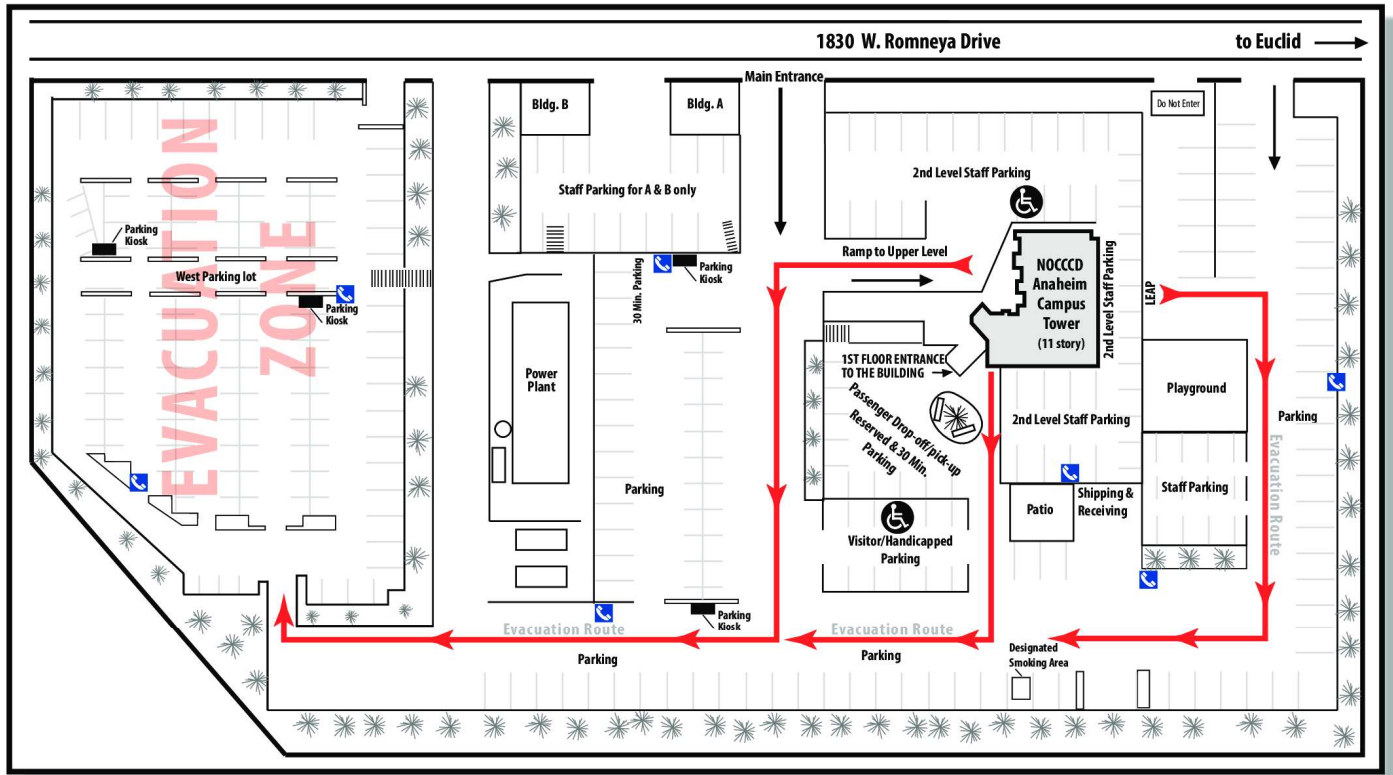 1830 W. Romneya Drive
to Euclid
Main Entrance
Bldg. B
Bldg. A
Do Not Enter
EVACUATION
ZONE
2nd Level Staff Parking
Staff Parking for A & B only
Parking
Kiosk
West Parking lot
Parking
Kiosk
30 Min. Parking
Parking
Kiosk
Ramp to Upper Level
NOCCCD
Anaheim
Campus
Tower
(11 story)
2nd Level Staff Parking
LEAP
1ST FLOOR ENTRANCE
TO THE BUILDING
Power
Plant
Passenger Drop-off/pick-up
Reserved & 30 Min.
Parking
2nd Level Staff Parking
Playground
Parking
Evacuation Route
Parking
Staff Parking
Patio
Shipping &
Receiving
Visitor/Handicapped
Parking
Parking
Kiosk
Evacuation Route
Evacuation Route
Parking
Parking
Designated
Smoking Area